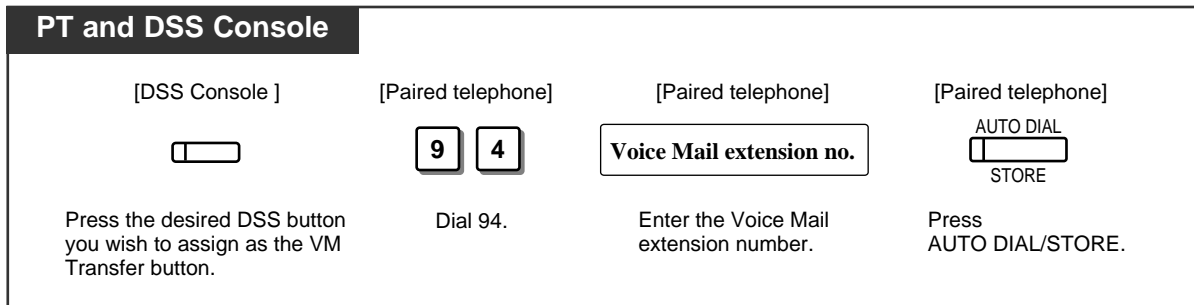 PT and DSS Console
[DSS Console ]
[Paired telephone]
[Paired telephone]
[Paired telephone]
9 4
Voice Mail extension no.
AUTO DIAL
STORE
Press the desired DSS button
you wish to assign as the VM
Transfer button.
Dial 94.
Enter the Voice Mail
extension number.
Press
AUTO DIAL/STORE.